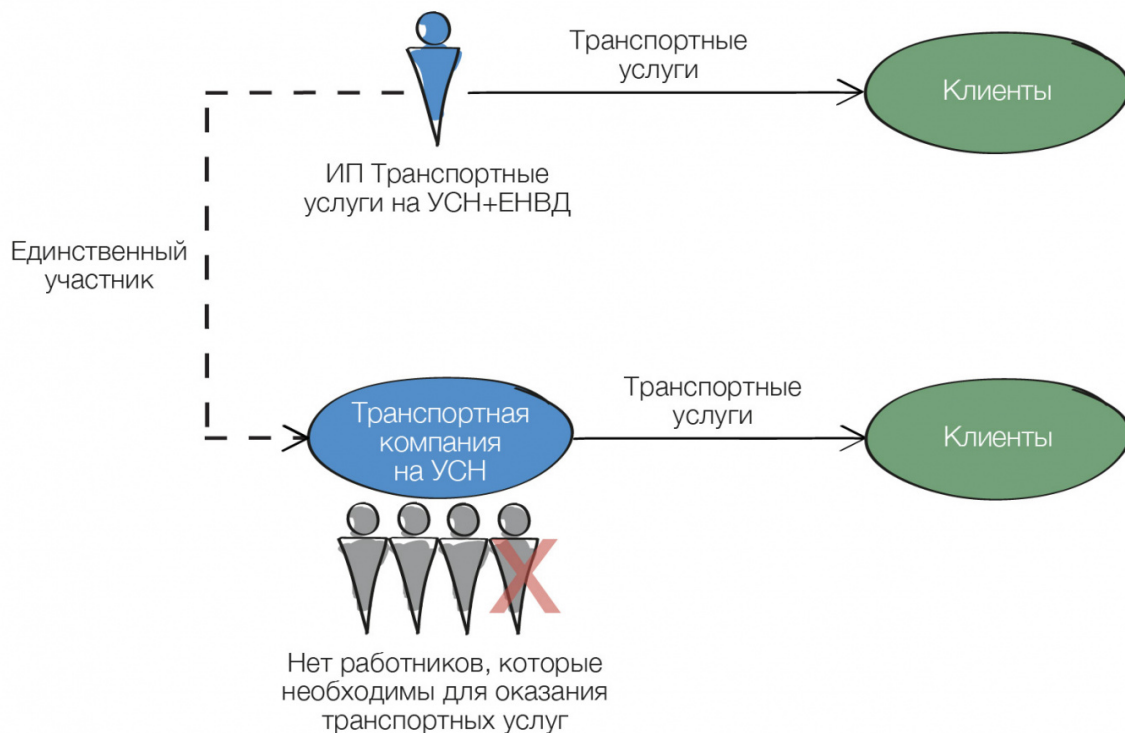 Транспортные
услуги
Клиенты
ИП Транспортные
услуги на УСН+ЕНВД
Единственный
участник
Транспортная
компания
на УСН
Транспортные
услуги
Клиенты
X
Нет работников, которые
необходимы для оказания
транспортных услуг